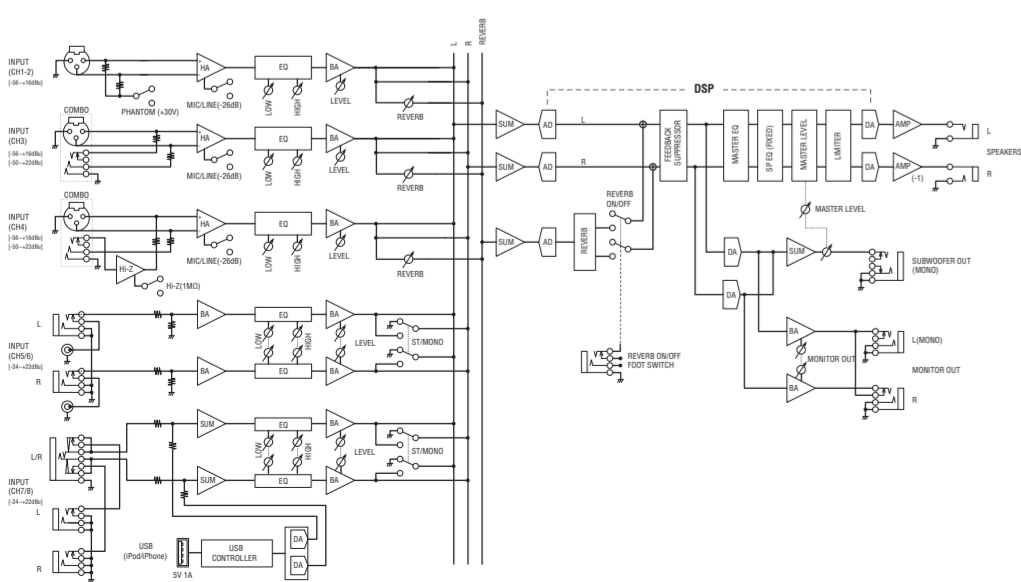 L
R
REVERB
INPUT
(CH1-2)
[-56~+16dBu]
HA
EQ
BA
LOW
HIGH
LEVEL
MIC/LINE(-26dB)
PHANTOM (+30V)
REVERB
COMBO
INPUT
(CH3)
[-56~+16dBu]
[-50~+22dBu]
HA
EQ
BA
LOW
HIGH
LEVEL
MIC/LINE(-26dB)
REVERB
COMBO
INPUT
(CH4)
[-56~+16dBu]
[-50~+22dBu]
HA
EQ
BA
LOW
HIGH
LEVEL
MIC/LINE(-26dB)
REVERB
Hi-Z
Hi-Z(1MΩ)
L
INPUT
(CH5/6)
[-24~+22dBu]
R
BA
EQ
BA
LOW
HIGH
LEVEL
ST/MONO
BA
EQ
BA
L/R
INPUT
(CH7/8)
[-24~+22dBu]
L
R
SUM
EQ
BA
LOW
HIGH
LEVEL
ST/MONO
SUM
EQ
BA
USB
(iPod/iPhone)
5V 1A
USB
CONTROLLER
DA
DA
DSP
SUM
AD
L
SUM
AD
R
SUM
AD
REVERB
REVERB
ON/OFF
FEEDBACK
SUPPRESSOR
MASTER EQ
SP EQ (FIXED)
MASTER LEVEL
LIMITER
DA
AMP
L
SPEAKERS
DA
AMP
(-1)
R
MASTER LEVEL
DA
SUM
SUBWOOFER OUT
(MONO)
DA
BA
MONITOR OUT
BA
L(MONO)
MONITOR OUT
R
REVERB ON/OFF
FOOT SWITCH